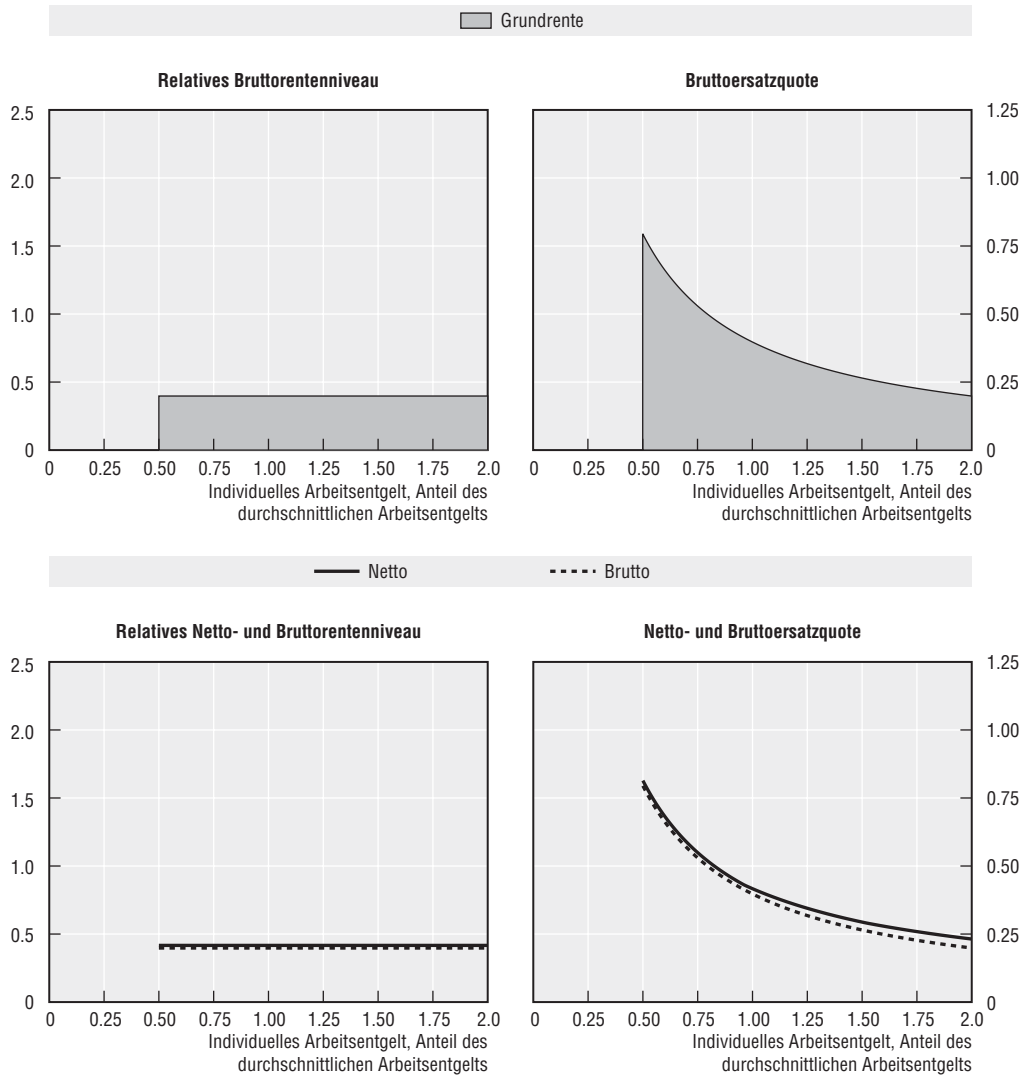 Grundrente
Relatives Bruttorentenniveau
2.5
2.0
1.5
1.0
0.5
0
0 0.25 0.50 0.75 1.00 1.25 1.50 1.75 2.0
Individuelles Arbeitsentgelt, Anteil des
durchschnittlichen Arbeitsentgelts
Bruttoersatzquote
1.25
1.00
0.75
0.50
0.25
0
0 0.25 0.50 0.75 1.00 1.25 1.50 1.75 2.0
Individuelles Arbeitsentgelt, Anteil des
durchschnittlichen Arbeitsentgelts
Netto Brutto
Relatives Netto- und Bruttorentenniveau
2.5
2.0
1.5
1.0
0.5
0
0 0.25 0.50 0.75 1.00 1.25 1.50 1.75 2.0
Individuelles Arbeitsentgelt, Anteil des
durchschnittlichen Arbeitsentgelts
Netto- und Bruttoersatzquote
1.25
1.00
0.75
0.50
0.25
0
0 0.25 0.50 0.75 1.00 1.25 1.50 1.75 2.0
Individuelles Arbeitsentgelt, Anteil des
durchschnittlichen Arbeitsentgelts